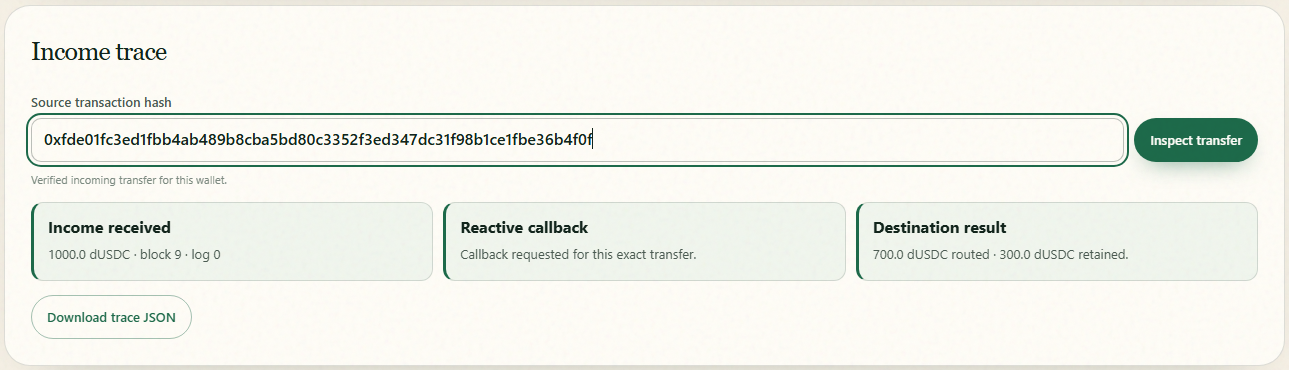 Income trace
Source transaction hash
0xfde01fc3ed1fbb4ab489b8cba5bd80c3352f3ed347dc31f98b1ce1fbe36b4f0f
Inspect transfer
Verified incoming transfer for this wallet.
Income received
1000.0 dUSDC · block 9 · log 0
Reactive callback
Callback requested for this exact transfer.
Destination result
700.0 dUSDC routed · 300.0 dUSDC retained.
Download trace JSON